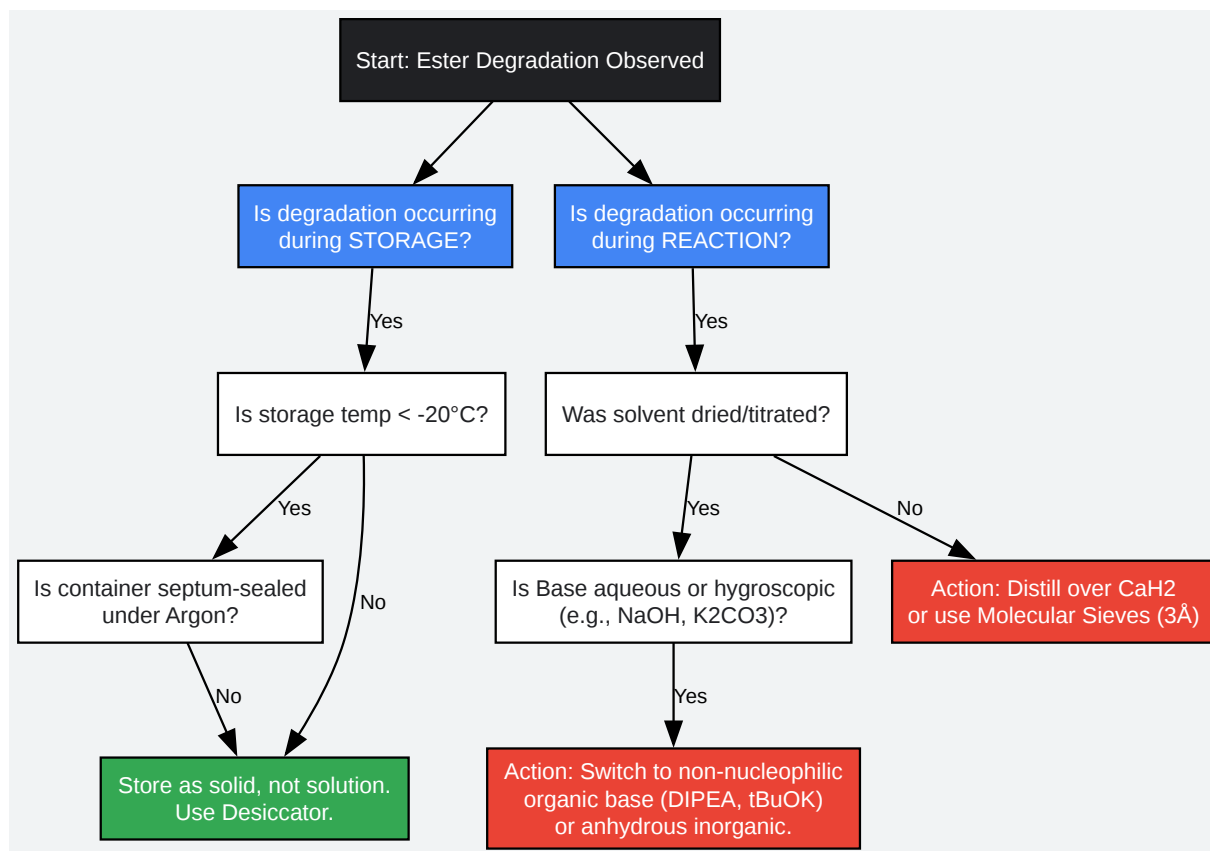 Start: Ester Degradation Observed
Is degradation occurring
during STORAGE?
Is degradation occurring
during REACTION?
Yes
Yes
Is storage temp < -20°C?
Was solvent dried/titrated?
Yes
Yes
No
Is container septum-sealed
under Argon?
No
Is Base aqueous or hygroscopic
(e.g., NaOH, K2CO3)?
Action: Distill over CaH2
or use Molecular Sieves (3Å)
No
Yes
Store as solid, not solution.
Use Desiccator.
Action: Switch to non-nucleophilic
organic base (DIPEA, tBuOK)
or anhydrous inorganic.